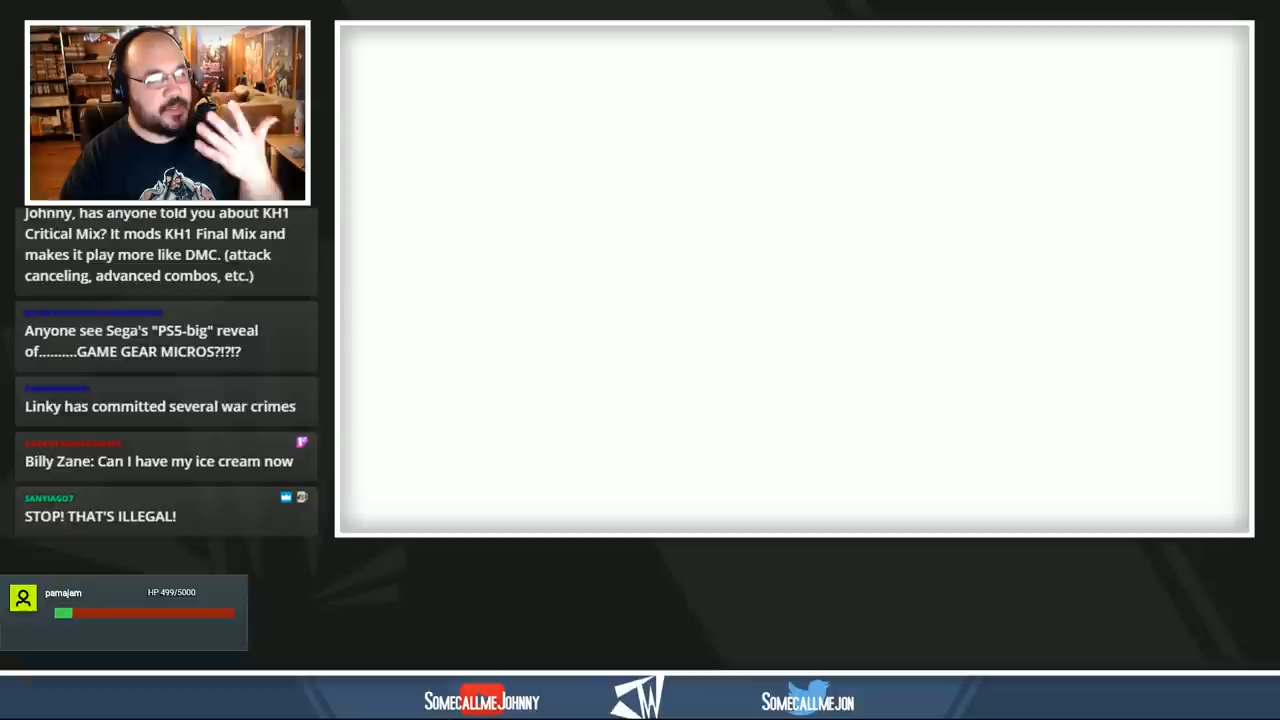 Johnny, has anyone told you about KH1
Critical Mix? It mods KH1 Final Mix and
makes it play more like DMC. (attack
canceling, advanced combos, etc.)
Anyone see Sega's "PS5-big" reveal
of..........GAME GEAR MICROS?!?!?
Linky has committed several war crimes
Billy Zane: Can I have my ice cream now
SANYIAGO7
STOP! THAT'S ILLEGAL!
pamajam HP 499/5000
SOMECALLMEJOHNNY
SOMECALLMEJON